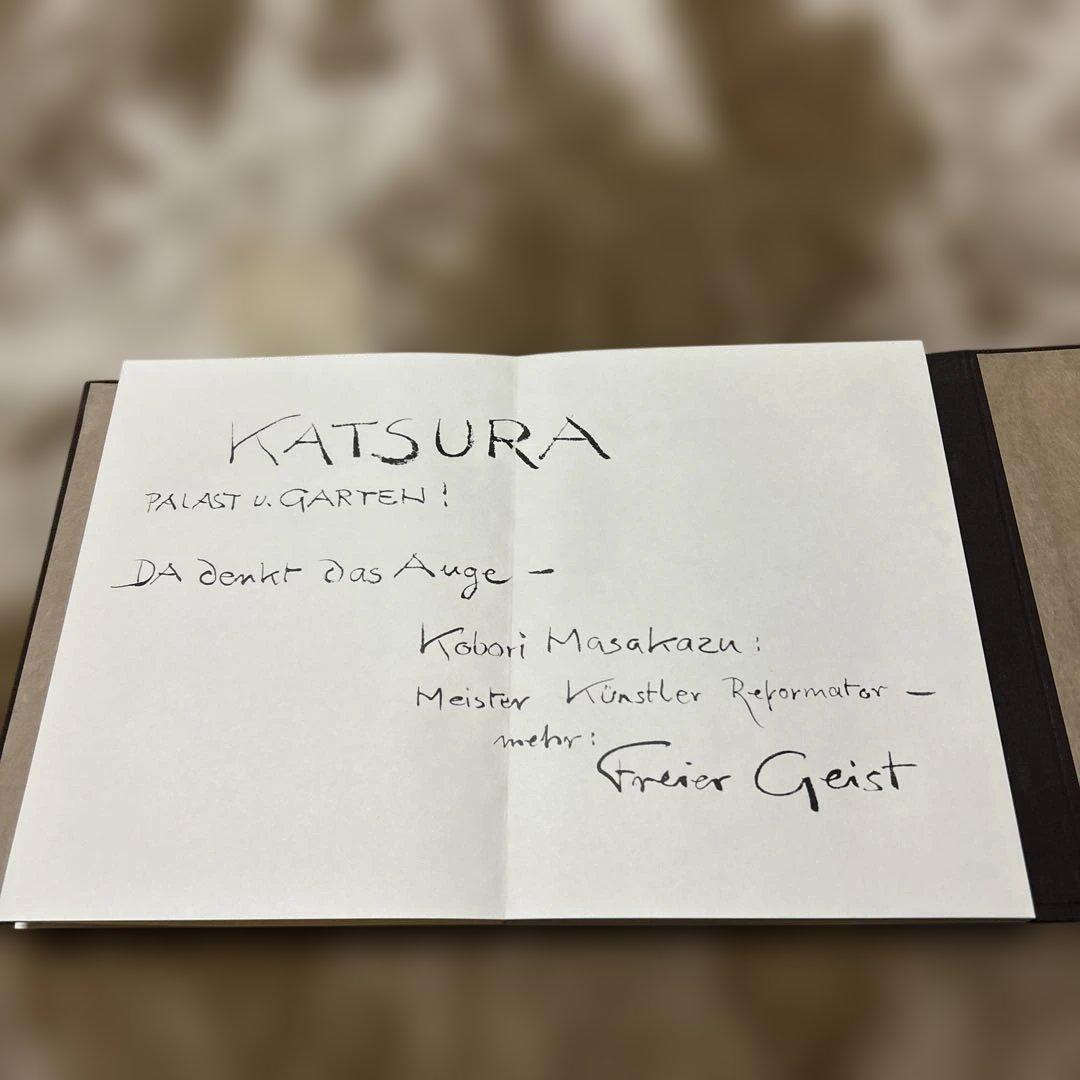 KATSURA
PALAST U. GARTEN!
DA denkt das Auge –
Kobori Masakazu:
Meister Künstler Reformator –
mehr:
Freier Geist